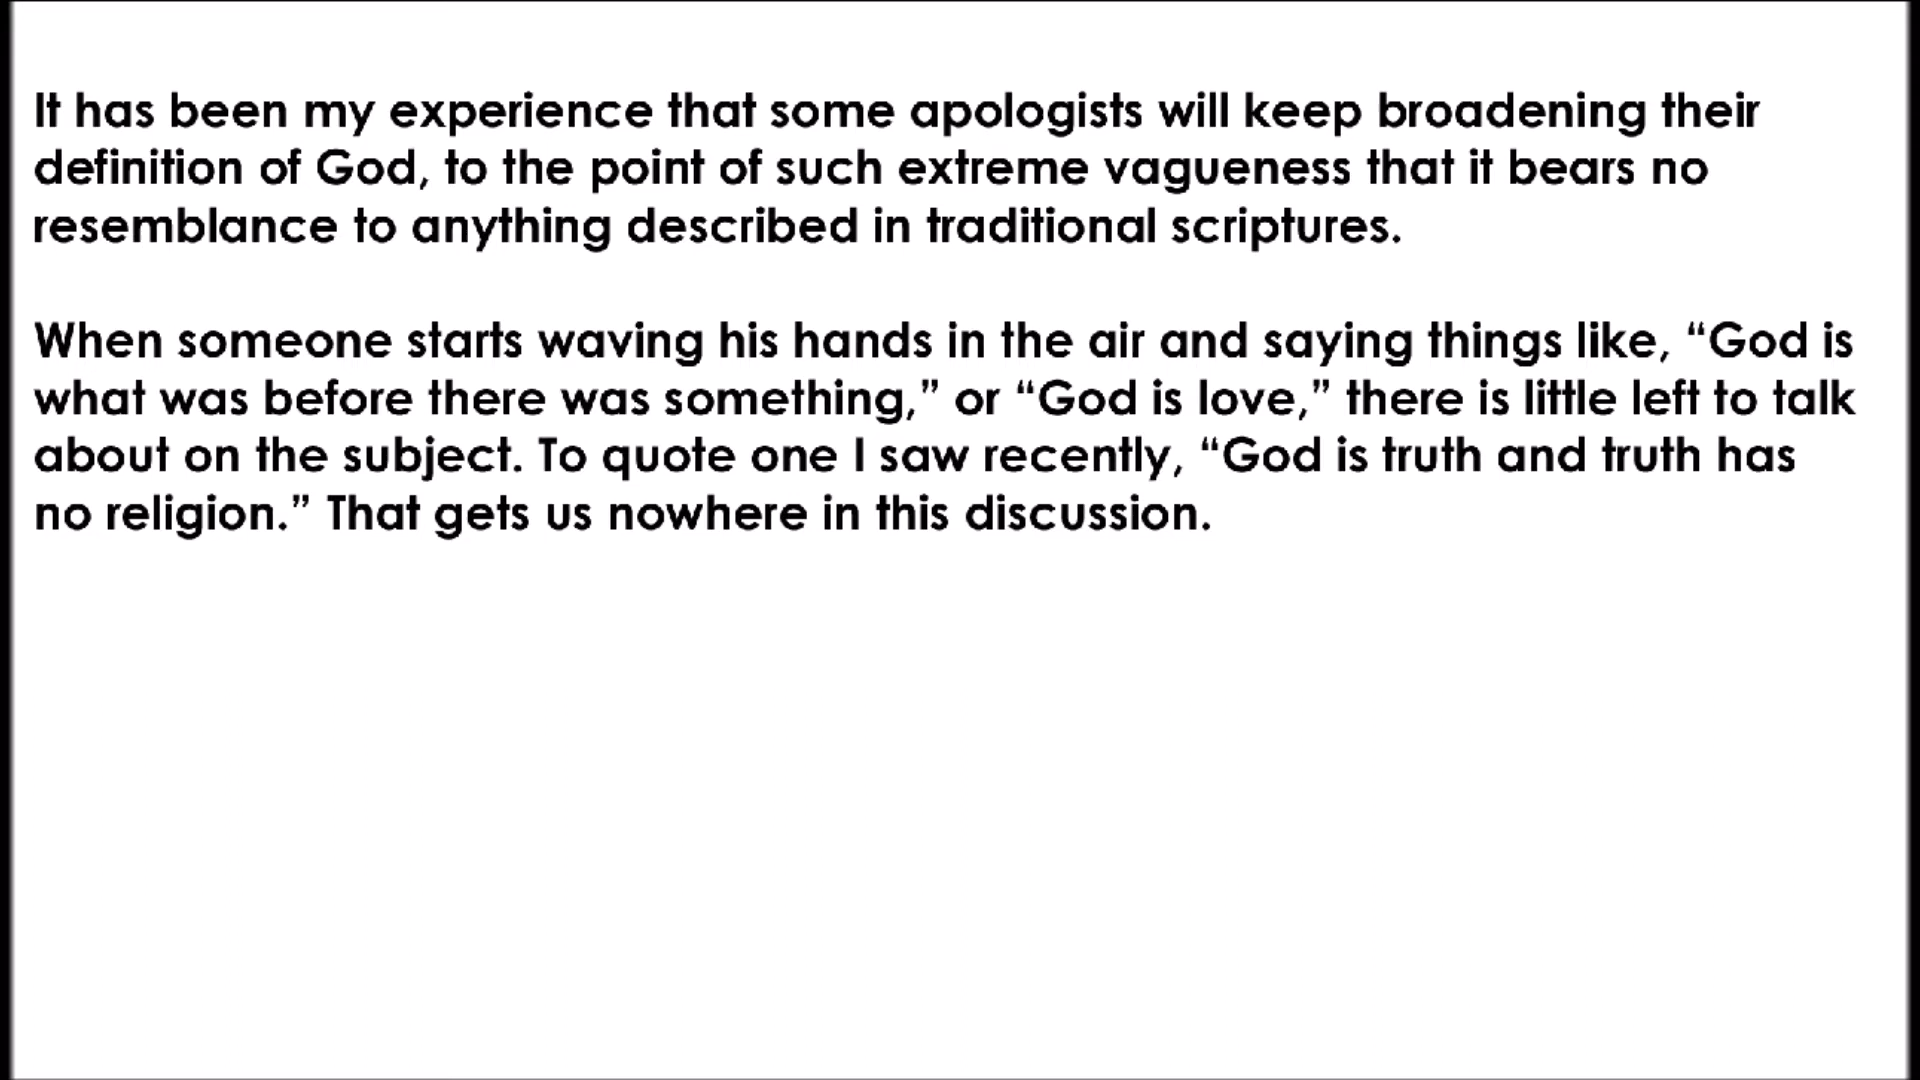 It has been my experience that some apologists will keep broadening their
definition of God, to the point of such extreme vagueness that it bears no
resemblance to anything described in traditional scriptures.
When someone starts waving his hands in the air and saying things like, “God is
what was before there was something,” or “God is love,” there is little left to talk
about on the subject. To quote one I saw recently, “God is truth and truth has
no religion.” That gets us nowhere in this discussion.